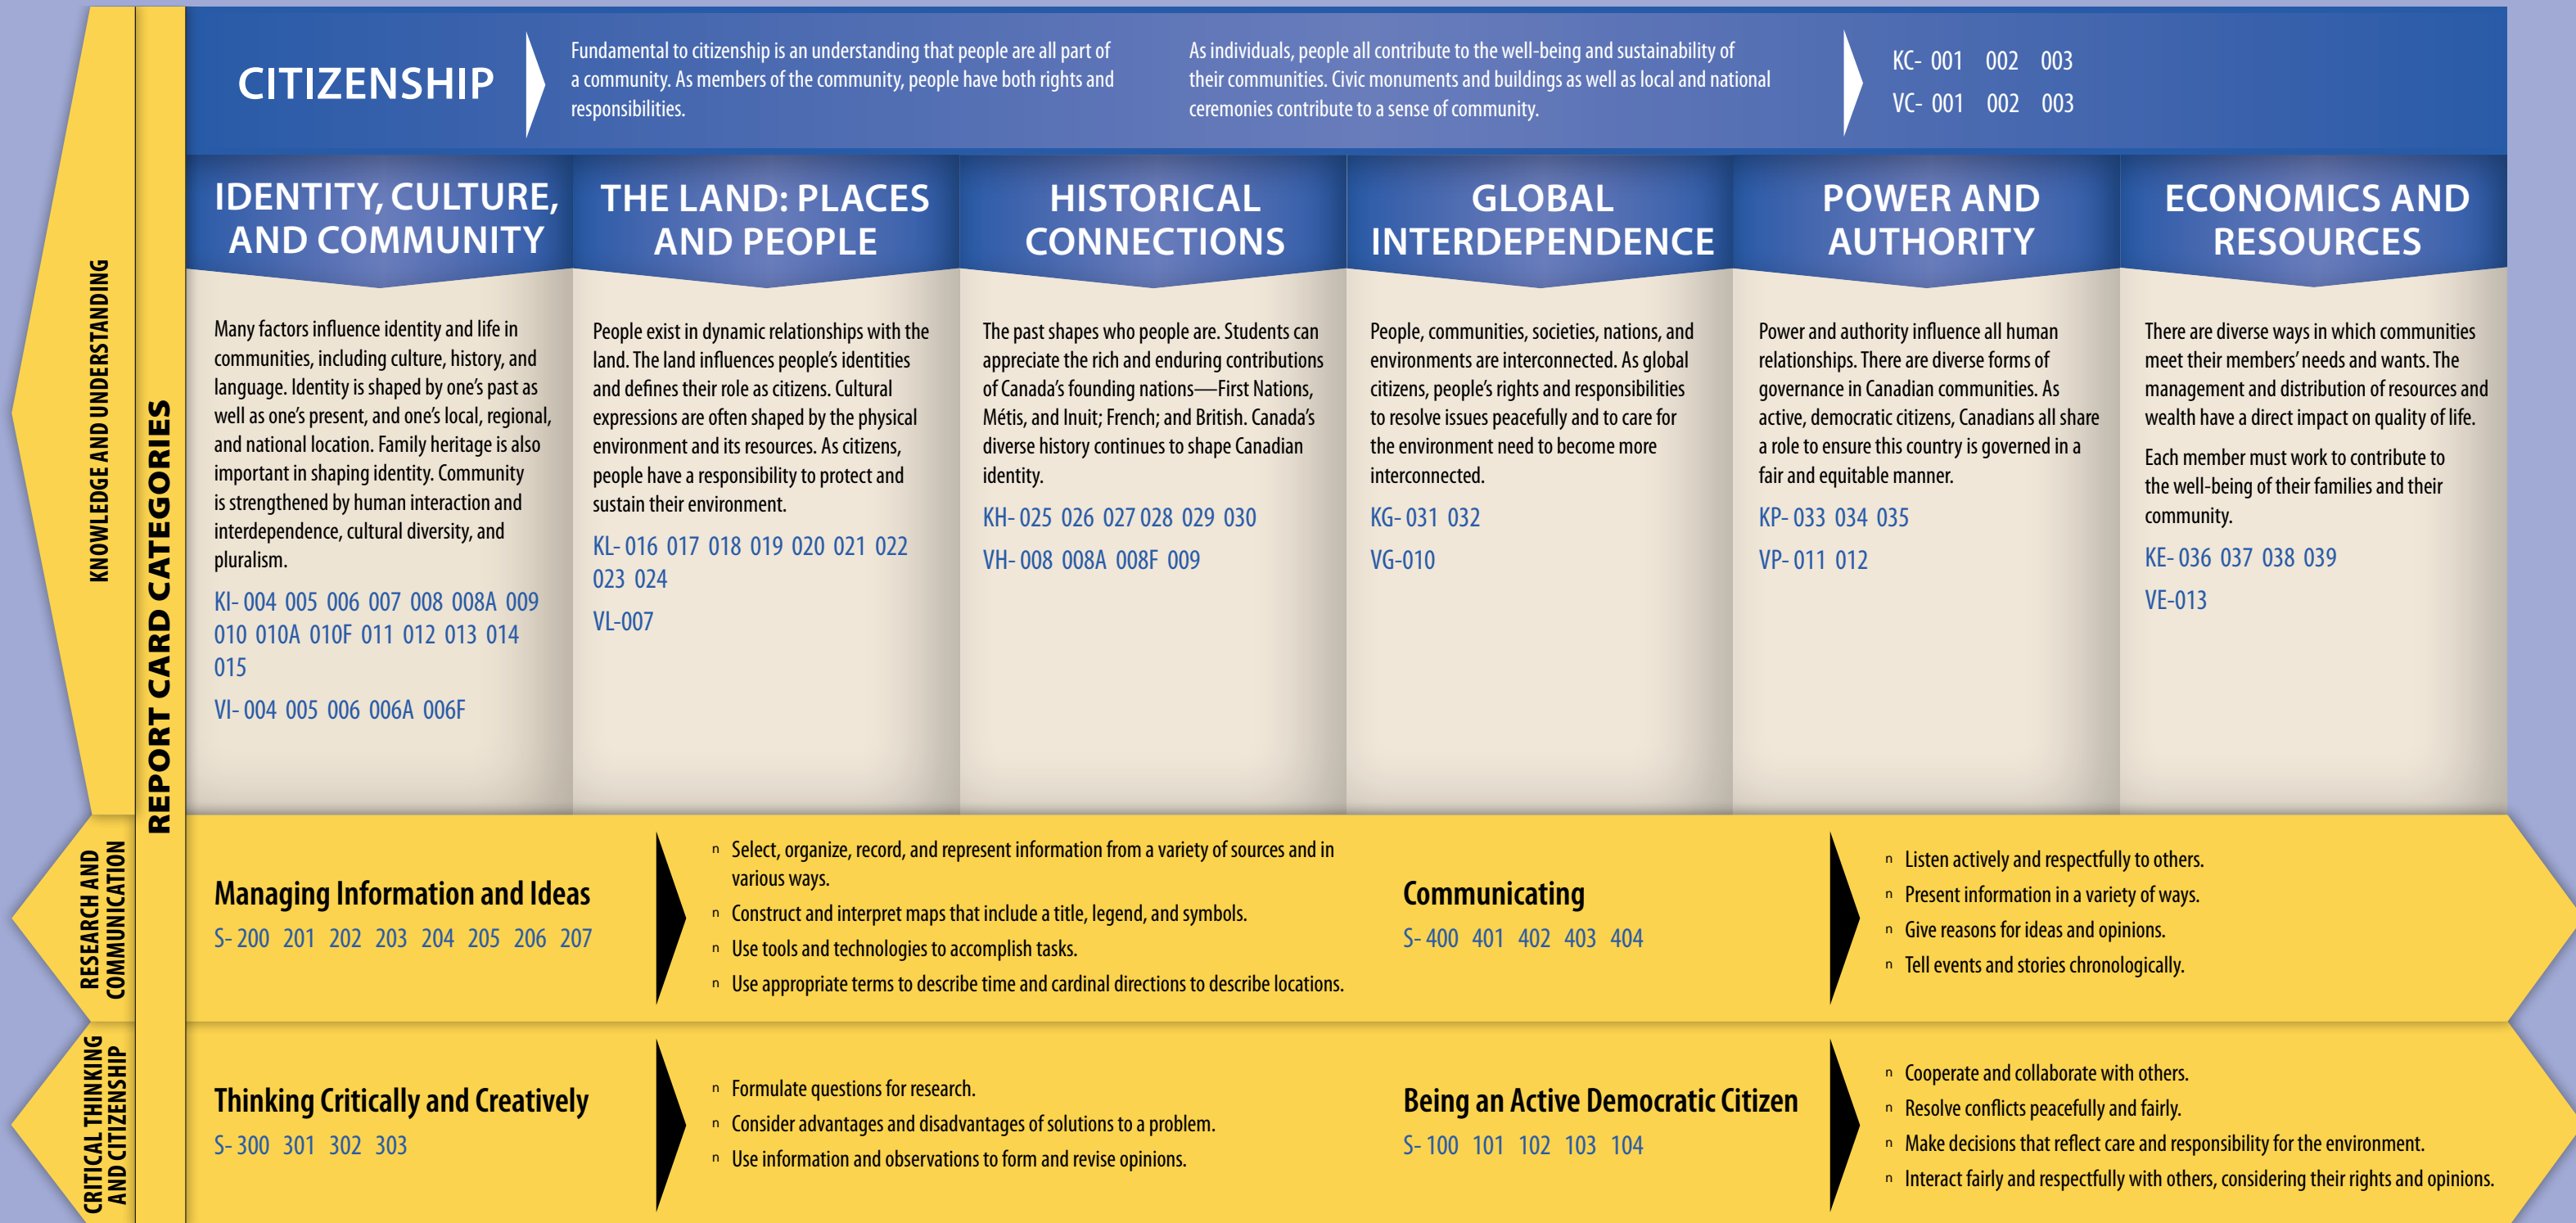 CITIZENSHIP
Fundamental to citizenship is an understanding that people are all part of
a community. As members of the community, people have both rights and
responsibilities.
As individuals, people all contribute to the well-being and sustainability of
their communities. Civic monuments and buildings as well as local and national
ceremonies contribute to a sense of community.
KC- 001 002 003
VC- 001 002 003
REPORT CARD CATEGORIES
KNOWLEDGE AND UNDERSTANDING
IDENTITY, CULTURE,
AND COMMUNITY
Many factors influence identity and life in
communities, including culture, history, and
language. Identity is shaped by one’s past as
well as one’s present, and one’s local, regional,
and national location. Family heritage is also
important in shaping identity. Community
is strengthened by human interaction and
interdependence, cultural diversity, and
pluralism.
KI- 004 005 006 007 008 008A 009
010 010A 010F 011 012 013 014
015
VI- 004 005 006 006A 006F
THE LAND: PLACES
AND PEOPLE
People exist in dynamic relationships with the
land. The land influences people’s identities
and defines their role as citizens. Cultural
expressions are often shaped by the physical
environment and its resources. As citizens,
people have a responsibility to protect and
sustain their environment.
KL- 016 017 018 019 020 021 022
023 024
VL-007
HISTORICAL
CONNECTIONS
The past shapes who people are. Students can
appreciate the rich and enduring contributions
of Canada’s founding nations—First Nations,
Métis, and Inuit; French; and British. Canada’s
diverse history continues to shape Canadian
identity.
KH- 025 026 027 028 029 030
VH- 008 008A 008F 009
GLOBAL
INTERDEPENDENCE
People, communities, societies, nations, and
environments are interconnected. As global
citizens, people’s rights and responsibilities
to resolve issues peacefully and to care for
the environment need to become more
interconnected.
KG- 031 032
VG-010
POWER AND
AUTHORITY
Power and authority influence all human
relationships. There are diverse forms of
governance in Canadian communities. As
active, democratic citizens, Canadians all share
a role to ensure this country is governed in a
fair and equitable manner.
KP- 033 034 035
VP- 011 012
ECONOMICS AND
RESOURCES
There are diverse ways in which communities
meet their members’ needs and wants. The
management and distribution of resources and
wealth have a direct impact on quality of life.
Each member must work to contribute to
the well-being of their families and their
community.
KE- 036 037 038 039
VE-013
RESEARCH AND
COMMUNICATION
Managing Information and Ideas
S- 200 201 202 203 204 205 206 207
n Select, organize, record, and represent information from a variety of sources and in
various ways.
n Construct and interpret maps that include a title, legend, and symbols.
n Use tools and technologies to accomplish tasks.
n Use appropriate terms to describe time and cardinal directions to describe locations.
Communicating
S- 400 401 402 403 404
n Listen actively and respectfully to others.
n Present information in a variety of ways.
n Give reasons for ideas and opinions.
n Tell events and stories chronologically.
CRITICAL THINKING
AND CITIZENSHIP
Thinking Critically and Creatively
S- 300 301 302 303
n Formulate questions for research.
n Consider advantages and disadvantages of solutions to a problem.
n Use information and observations to form and revise opinions.
Being an Active Democratic Citizen
S- 100 101 102 103 104
n Cooperate and collaborate with others.
n Resolve conflicts peacefully and fairly.
n Make decisions that reflect care and responsibility for the environment.
n Interact fairly and respectfully with others, considering their rights and opinions.